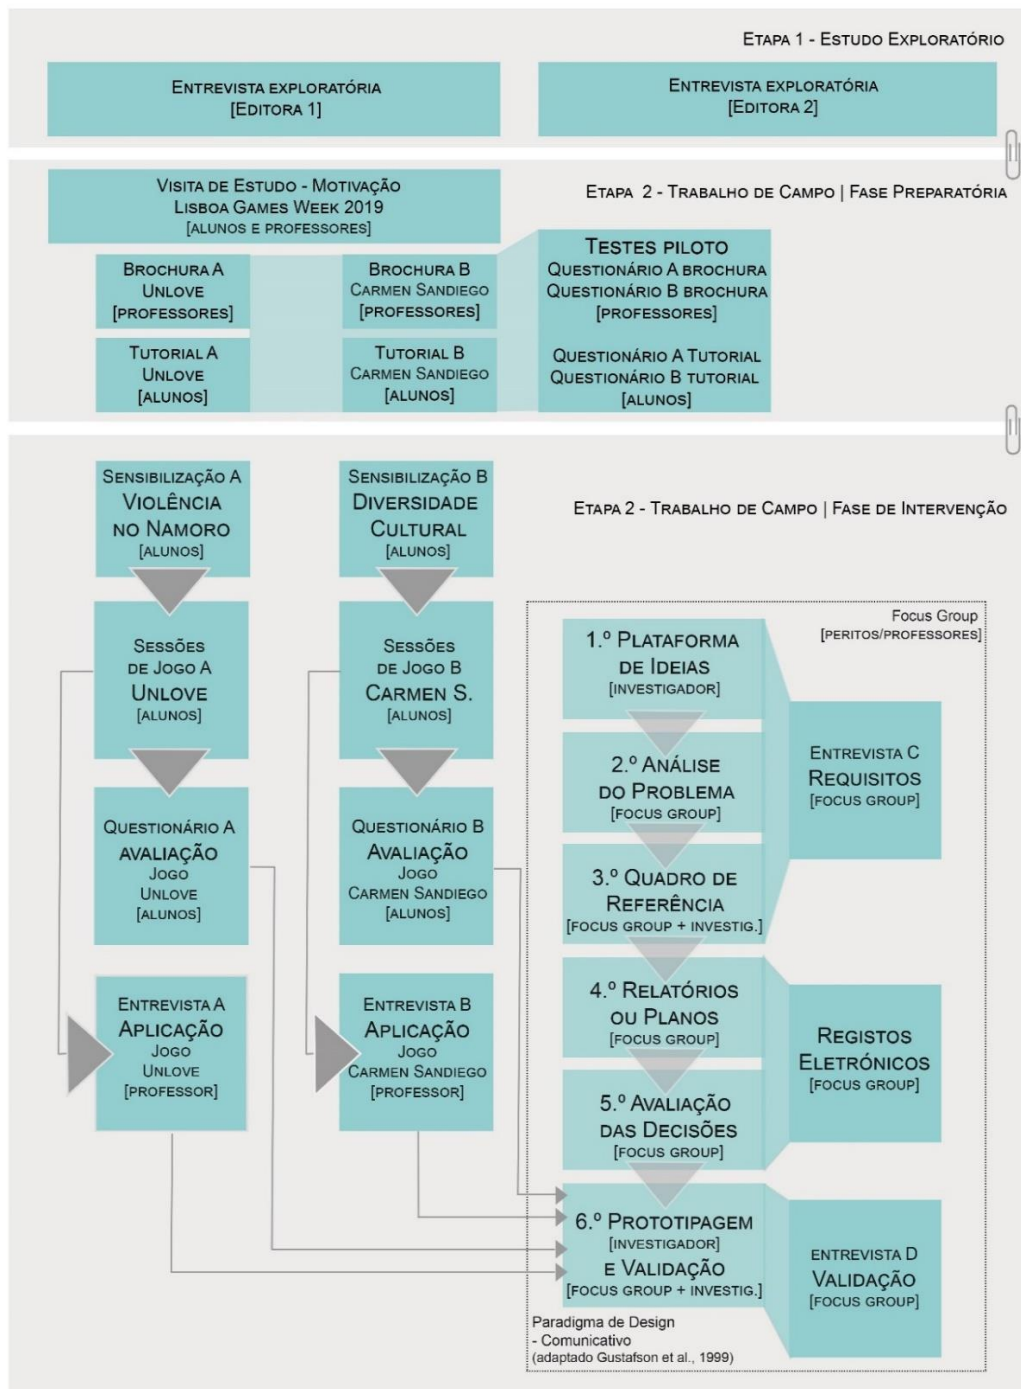 Etapa 1 - Estudo Exploratório
Entrevista exploratória
[Editora 1]
Entrevista exploratória
[Editora 2]
Visita de Estudo - Motivação
Lisboa Games Week 2019
[alunos e professores]
Etapa 2 - Trabalho de Campo | Fase Preparatória
Brochura A
Unlove
[professores]
Brochura B
Carmen Sandiego
[professores]
Tutorial A
Unlove
[alunos]
Tutorial B
Carmen Sandiego
[alunos]
Testes piloto
Questionário A brochura
Questionário B brochura
[professores]
Questionário A Tutorial
Questionário B tutorial
[alunos]
Etapa 2 - Trabalho de Campo | Fase de Intervenção
Sensibilização A
Violência
no Namoro
[alunos]
Sensibilização B
Diversidade
Cultural
[alunos]
Sessões
de Jogo A
Unlove
[alunos]
Sessões
de Jogo B
Carmen S.
[alunos]
Questionário A
avaliação
Jogo
Unlove
[alunos]
Questionário B
Avaliação
Jogo
Carmen Sandiego
[alunos]
Entrevista A
Aplicação
Jogo
Unlove
[professor]
Entrevista B
Aplicação
Jogo
Carmen Sandiego
[professor]
Focus Group
[peritos/professores]
1.º Plataforma
de Ideias
[investigador]
2.º Análise
do Problema
[focus group]
3.º Quadro de
Referência
[focus group + investig.]
Entrevista C
Requisitos
[focus group]
4.º Relatórios
ou Planos
[focus group]
5.º Avaliação
das Decisões
[focus group]
Registos
Eletrónicos
[focus group]
6.º Prototipagem
[investigador]
e Validação
[focus group + investig.]
entrevista D
Validação
[focus group]
Paradigma de Design
- Comunicativo
(adaptado Gustafson et al., 1999)